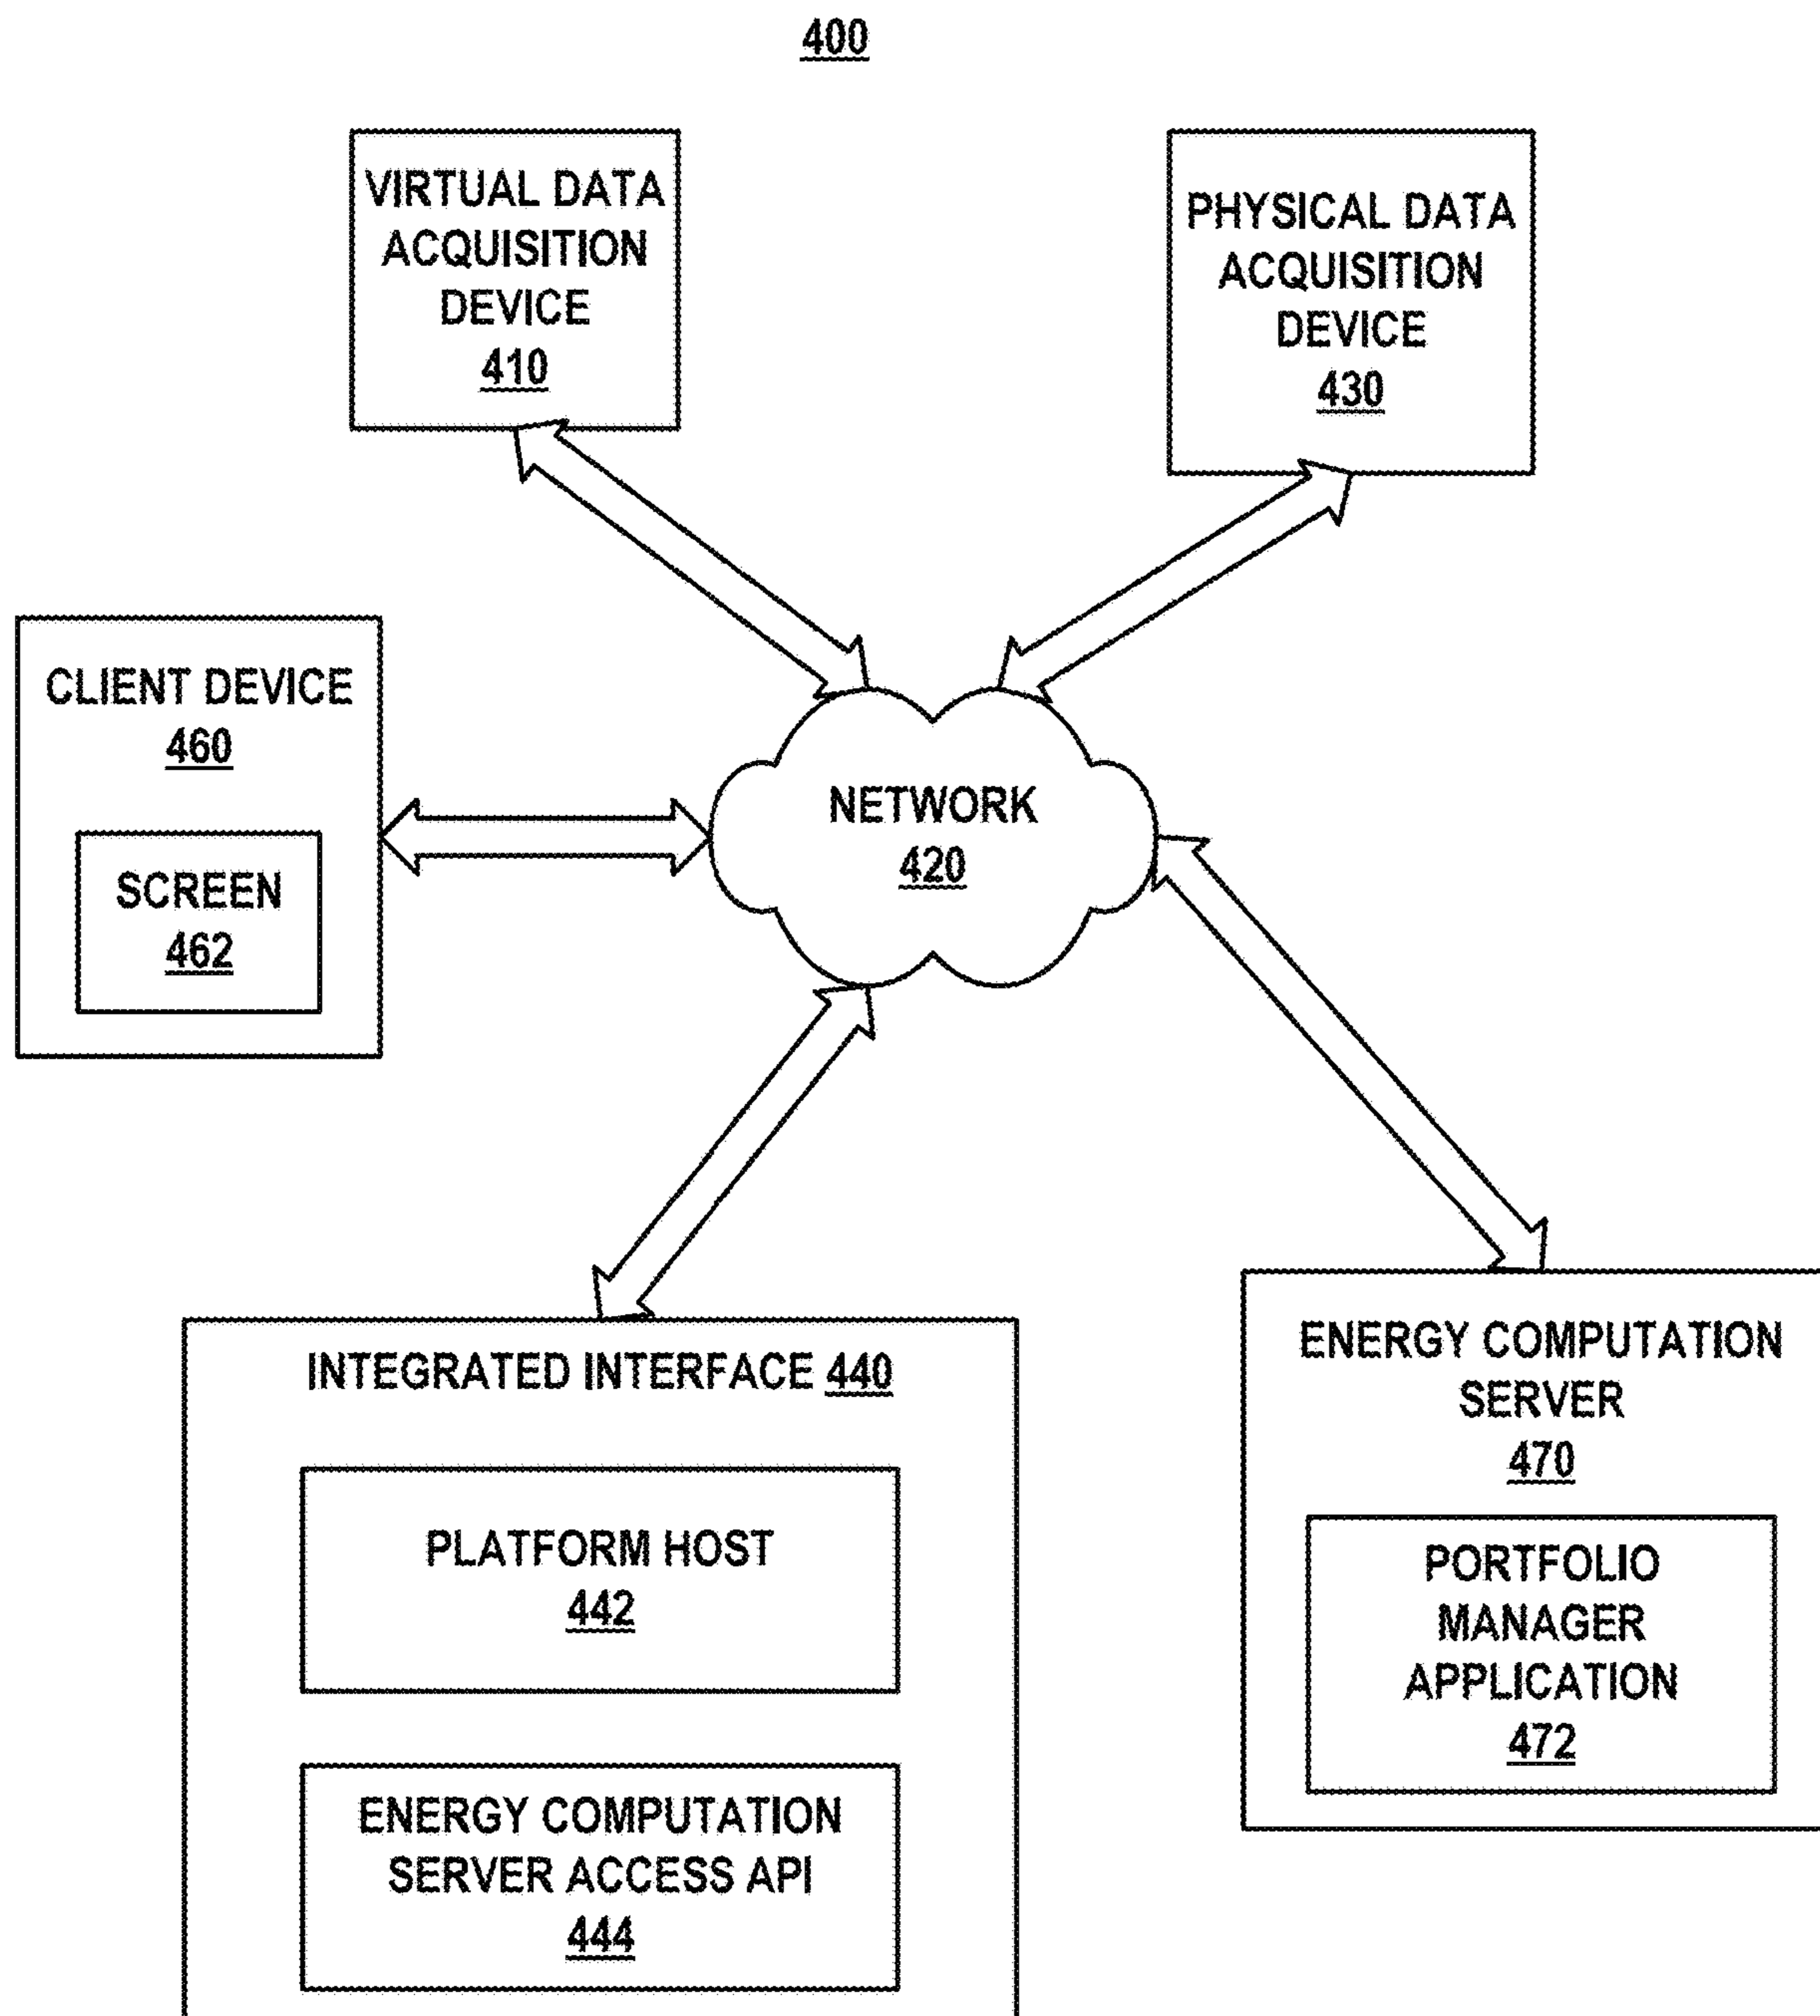 400
VIRTUAL DATA
ACQUISITION
DEVICE
410
PHYSICAL DATA
ACQUISITION
DEVICE
430
CLIENT DEVICE
460
SCREEN
462
NETWORK
420
INTEGRATED INTERFACE 440
PLATFORM HOST
442
ENERGY COMPUTATION
SERVER ACCESS API
444
ENERGY COMPUTATION
SERVER
470
PORTFOLIO
MANAGER
APPLICATION
472